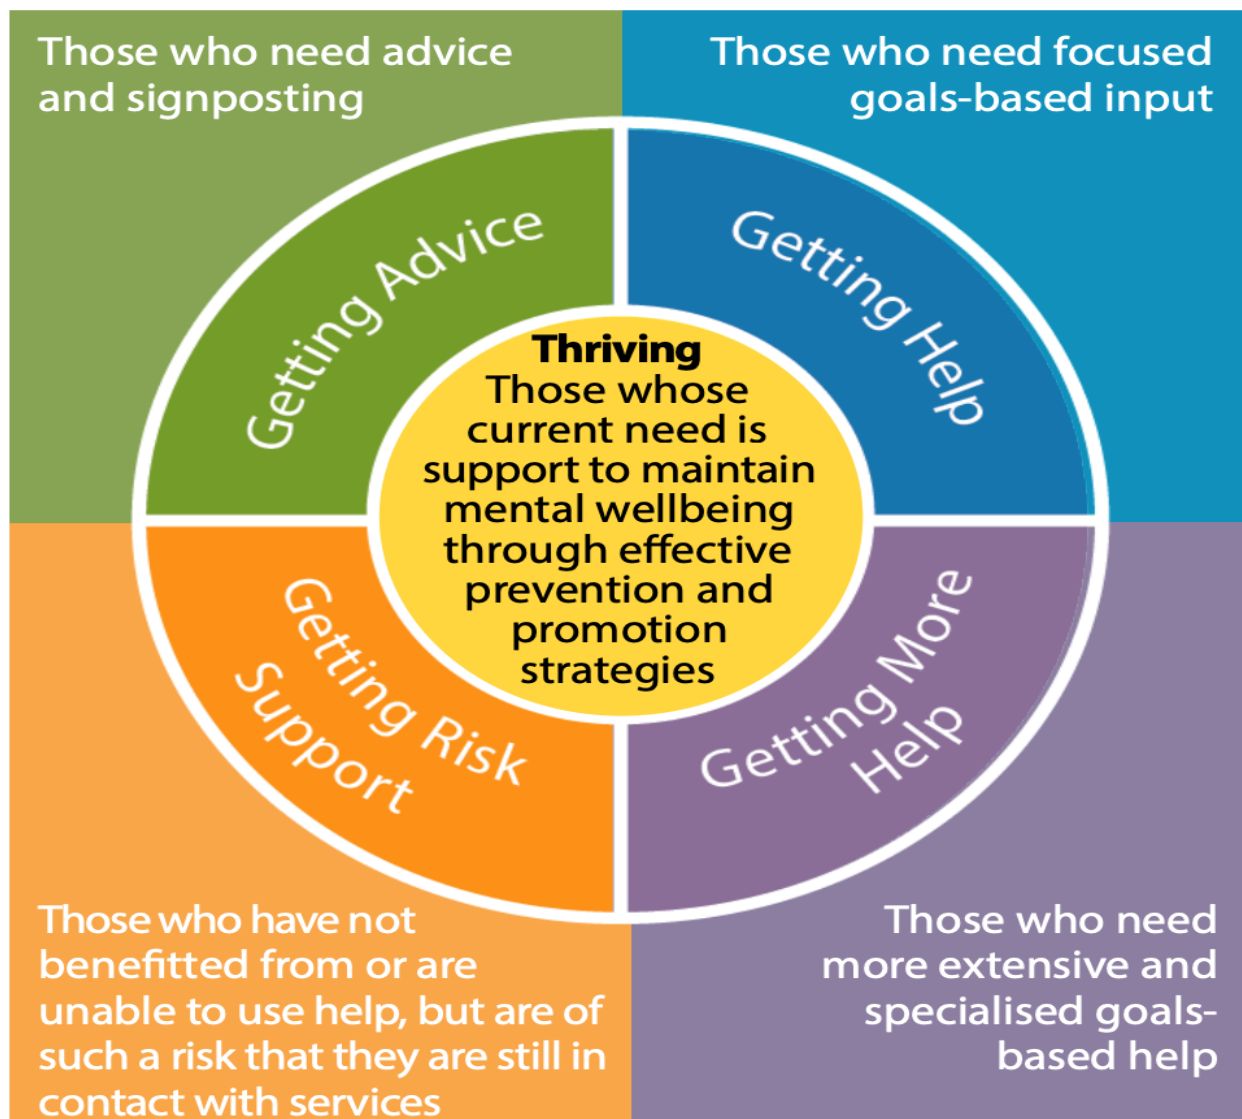 Those who need advice
and signposting
Those who need focused
goals-based input
Getting Advice
Getting Help
Thriving
Those whose
current need is
support to maintain
mental wellbeing
through effective
prevention and
promotion
strategies
Getting Risk
Support
Getting More
Help
Those who have not
benefitted from or are
unable to use help, but are of
such a risk that they are still in
contact with services
Those who need
more extensive and
specialised goals-
based help